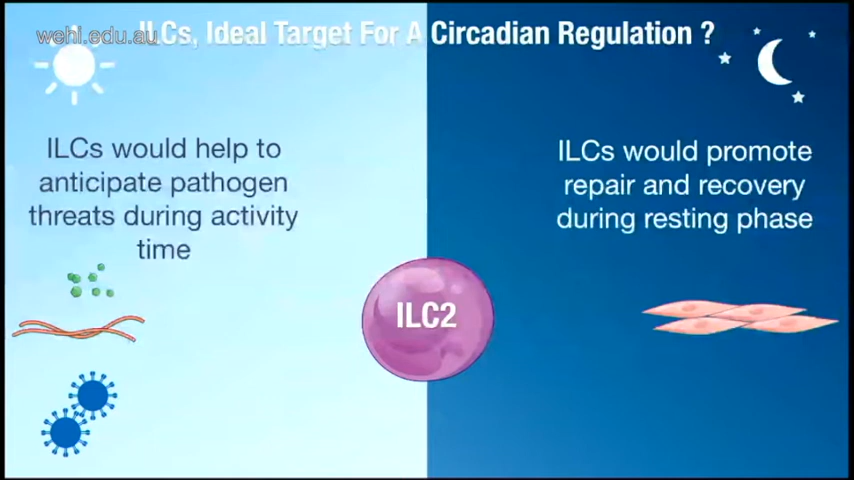 wehi.edu.au
ILCs, Ideal Target For A Circadian Regulation ?
ILCs would help to
anticipate pathogen
threats during activity
time
ILCs would promote
repair and recovery
during resting phase
ILC2